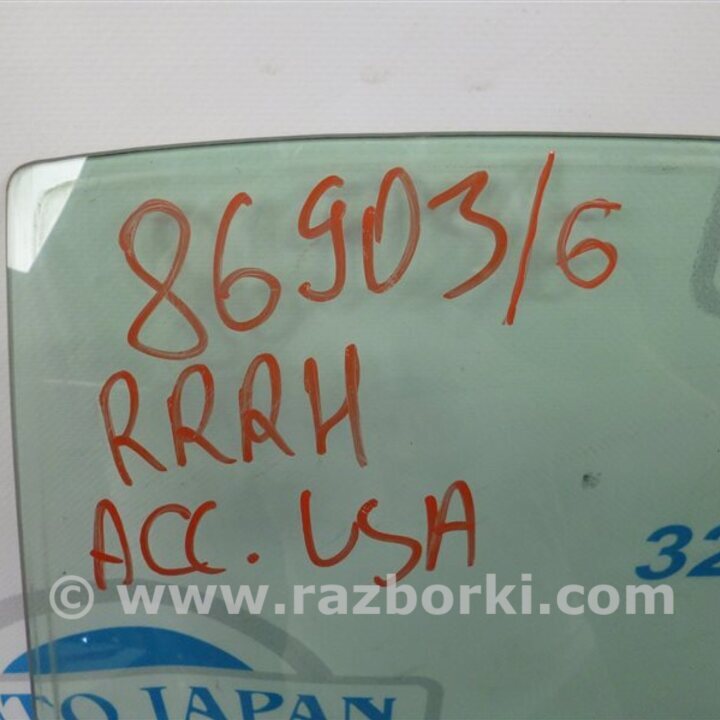 86903/6
RRRH
ACC. USA
32
© www.razborki.com
TO JAPAN